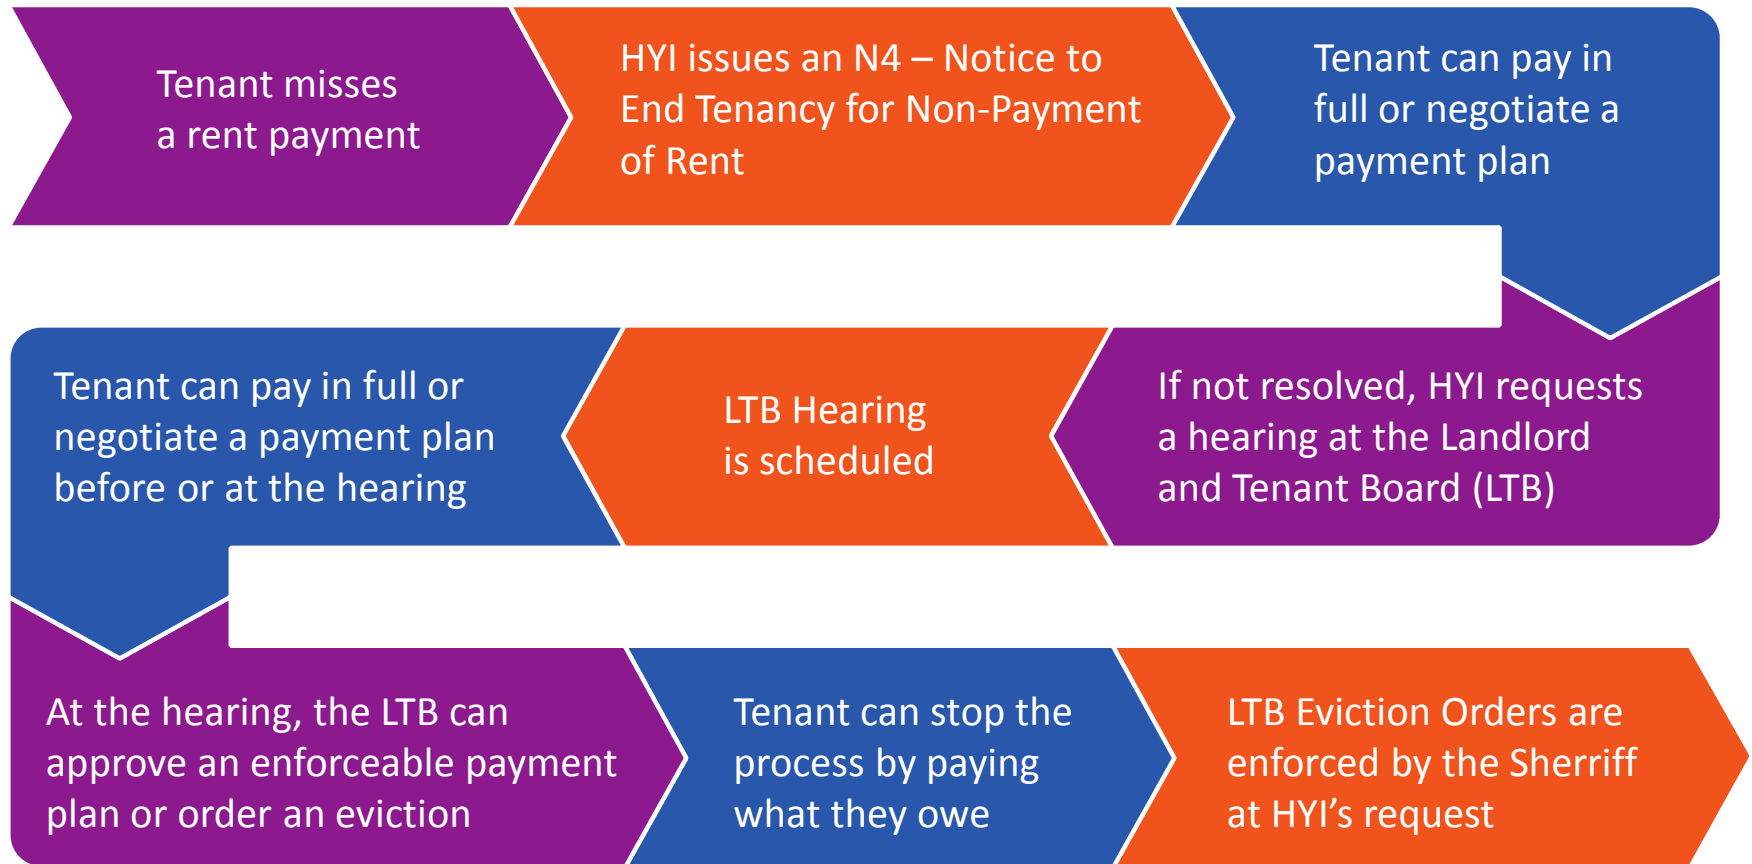 Tenant misses
a rent payment
HYI issues an N4 – Notice to
End Tenancy for Non-Payment
of Rent
Tenant can pay in
full or negotiate a
payment plan
If not resolved, HYI requests
a hearing at the Landlord
and Tenant Board (LTB)
LTB Hearing
is scheduled
Tenant can pay in full or
negotiate a payment plan
before or at the hearing
At the hearing, the LTB can
approve an enforceable payment
plan or order an eviction
Tenant can stop the
process by paying
what they owe
LTB Eviction Orders are
enforced by the Sherriff
at HYI’s request